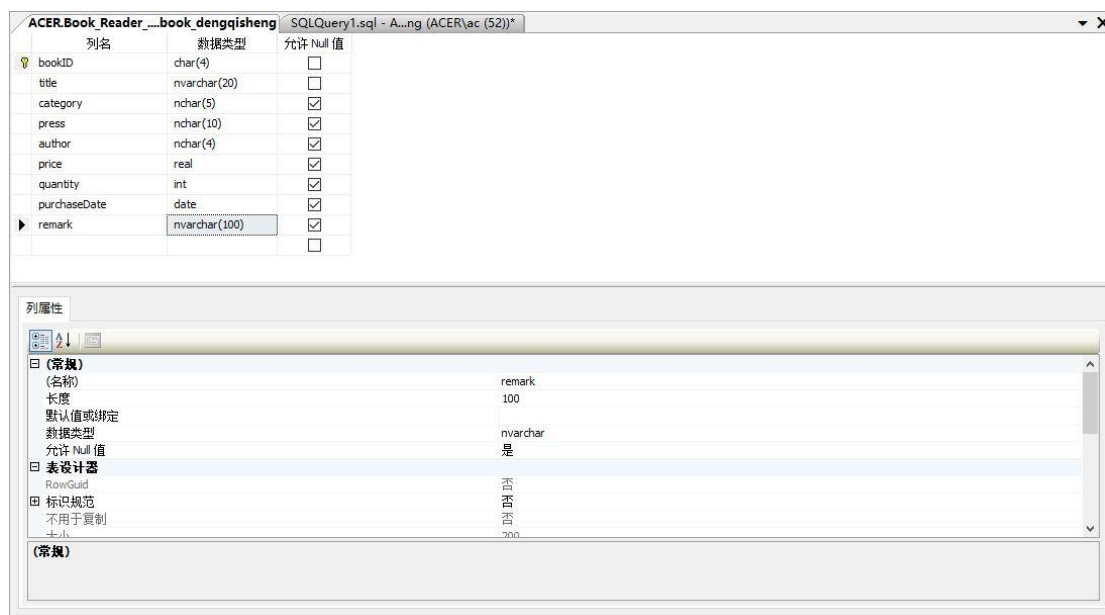 ACER.Book_Reader_....book_dengqisheng SQLQuery1.sql - A...ng (ACER\ac (52))*
列名 数据类型 允许 Null 值
bookID char(4)
title nvarchar(20)
category nchar(5)
press nchar(10)
author nchar(4)
price real
quantity int
purchaseDate date
remark nvarchar(100)
列属性
(常规)
(名称) remark
长度 100
默认值或绑定
数据类型 nvarchar
允许 Null 值 是
表设计器
RowGuid 否
标识规范 否
不用于复制 否
大小 200
(常规)